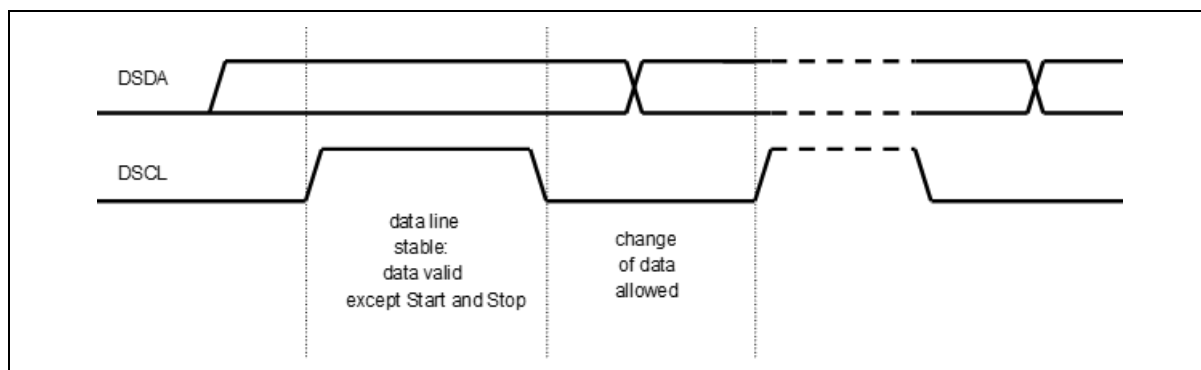 DSDA
DSCL
data line
stable:
data valid
except Start and Stop
change
of data
allowed